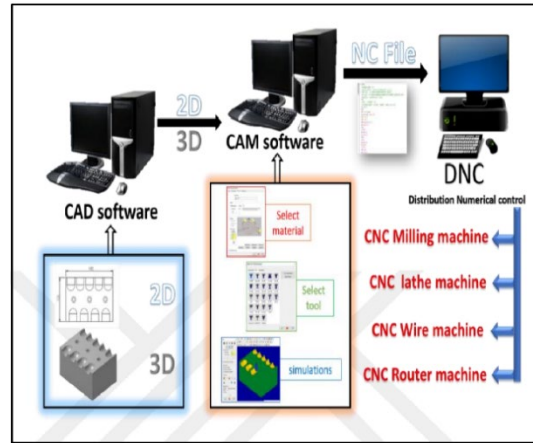 NC File
2D
3D
CAM software
DNC
CAD software
Distribution Numerical control
Select
material
CNC Milling machine
2D
Select
tool
CNC lathe machine
3D
CNC Wire machine
simulations
CNC Router machine